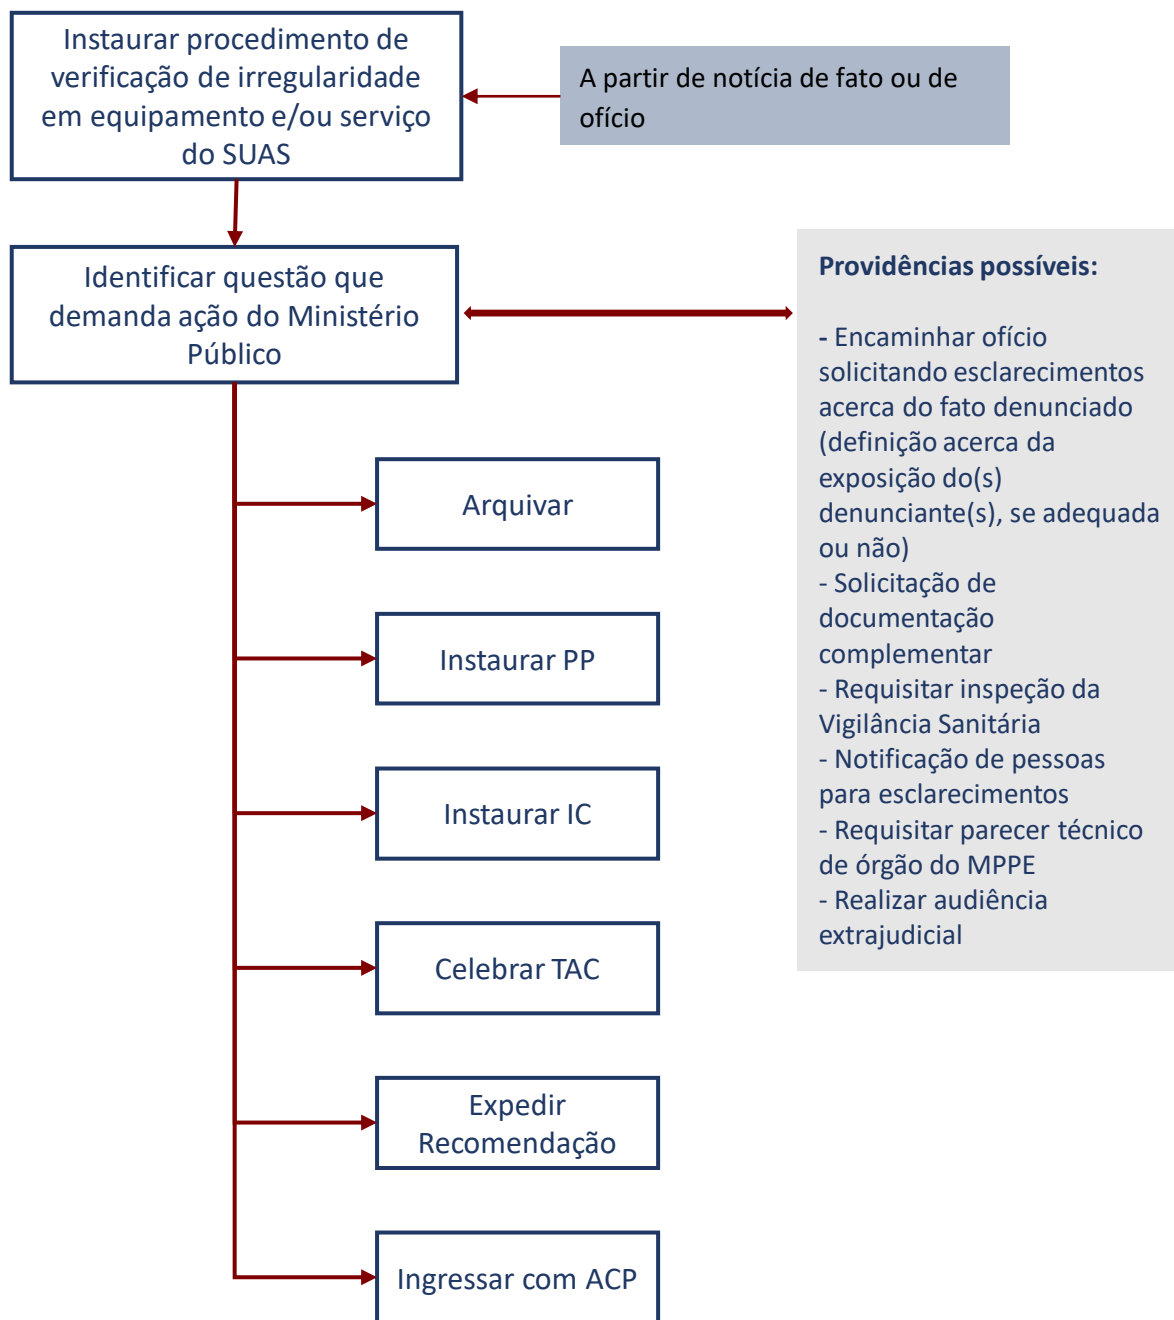 Instaurar procedimento de
verificação de irregularidade
em equipamento e/ou serviço
do SUAS
A partir de notícia de fato ou de
ofício
Identificar questão que
demanda ação do Ministério
Público
Providências possíveis:
- Encaminhar ofício
solicitando esclarecimentos
acerca do fato denunciado
(definição acerca da
exposição do(s)
denunciante(s), se adequada
ou não)
- Solicitação de
documentação
complementar
- Requisitar inspeção da
Vigilância Sanitária
- Notificação de pessoas
para esclarecimentos
- Requisitar parecer técnico
de órgão do MPPE
- Realizar audiência
extrajudicial
Arquivar
Instaurar PP
Instaurar IC
Celebrar TAC
Expedir
Recomendação
Ingressar com ACP